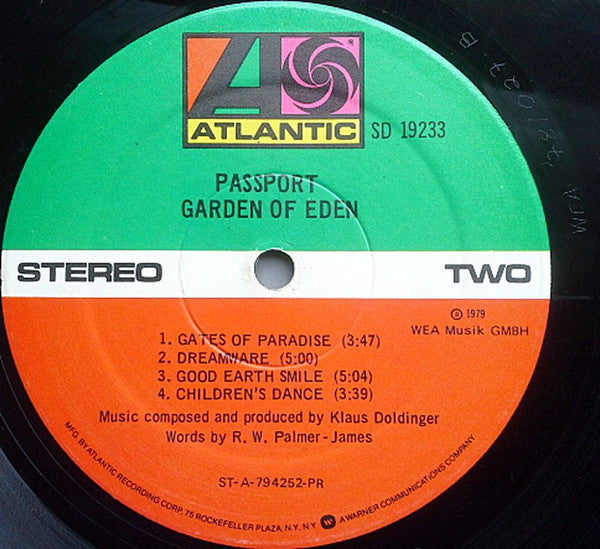 ATLANTIC
SD 19233
PASSPORT
GARDEN OF EDEN
STEREO
TWO
℗ 1979
WEA Musik GMBH
1. GATES OF PARADISE (3:47)
2. DREAMWARE (5:00)
3. GOOD EARTH SMILE (5:04)
4. CHILDREN'S DANCE (3:39)
Music composed and produced by Klaus Doldinger
Words by R. W. Palmer-James
ST-A-794252-PR
MFG. BY ATLANTIC RECORDING CORP. 75 ROCKEFELLER PLAZA, N.Y., N.Y. A WARNER COMMUNICATIONS COMPANY
WEA